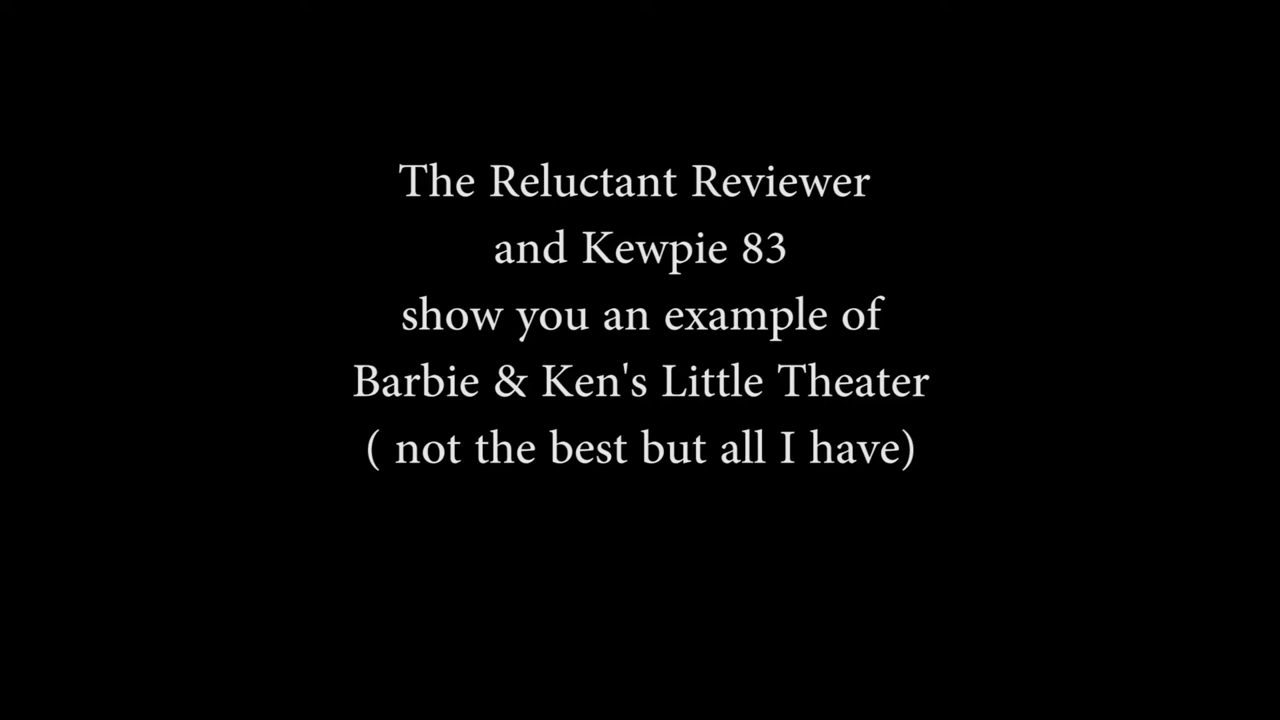 The Reluctant Reviewer
and Kewpie 83
show you an example of
Barbie & Ken's Little Theater
( not the best but all I have)